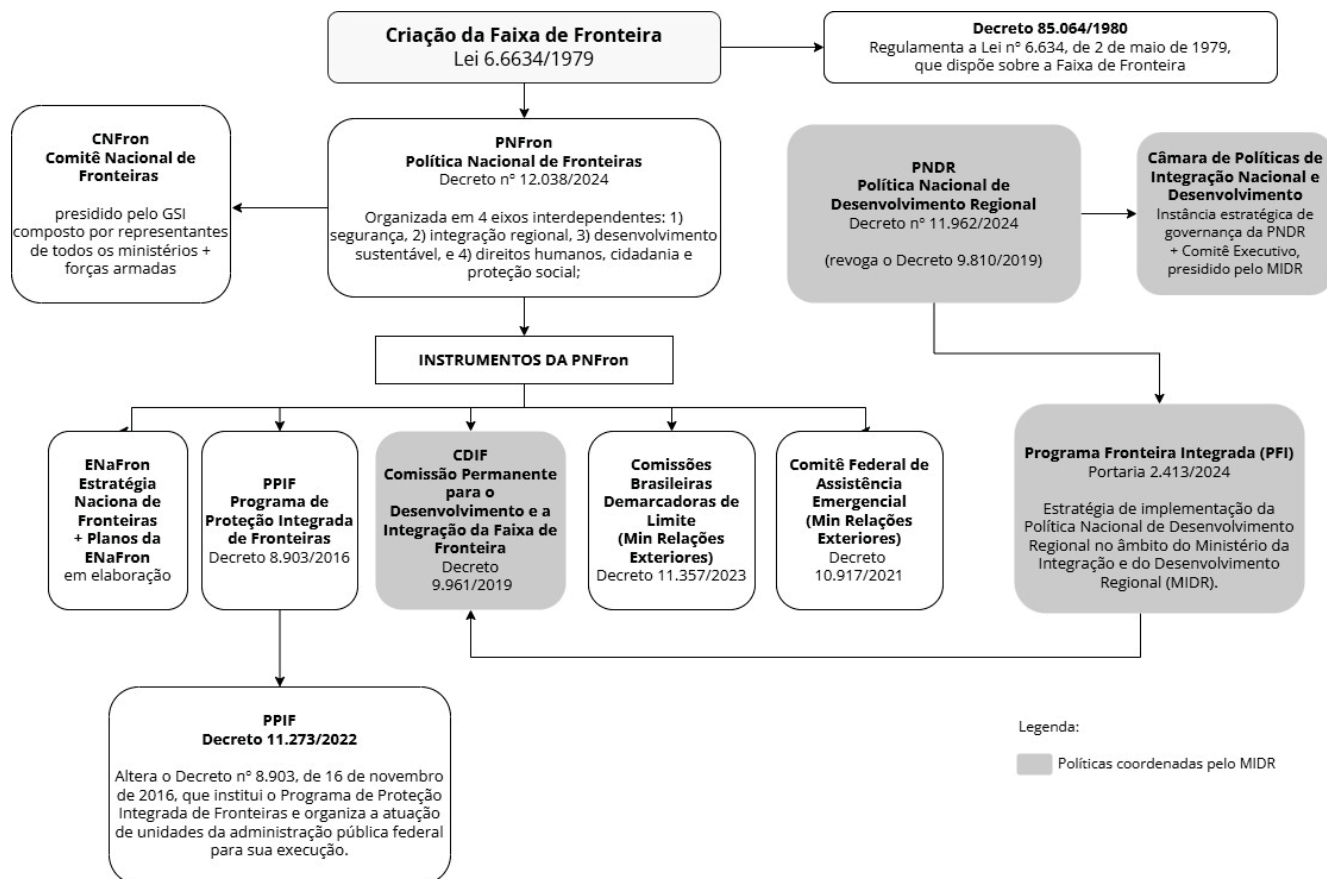 Criação da Faixa de Fronteira
Lei 6.6634/1979
Decreto 85.064/1980
Regulamenta a Lei nº 6.634, de 2 de maio de 1979,
que dispõe sobre a Faixa de Fronteira
CNFron
Comitê Nacional de
Fronteiras
presidido pelo GSI
composto por representantes
de todos os ministérios +
forças armadas
PNFron
Política Nacional de Fronteiras
Decreto nº 12.038/2024
Organizada em 4 eixos interdependentes: 1)
segurança, 2) integração regional, 3) desenvolvimento
sustentável, e 4) direitos humanos, cidadania e
proteção social;
PNDR
Política Nacional de
Desenvolvimento Regional
Decreto nº 11.962/2024
(revoga o Decreto 9.810/2019)
Câmara de Políticas de
Integração Nacional e
Desenvolvimento
Instância estratégica de
governança da PNDR
+ Comitê Executivo,
presidido pelo MIDR
INSTRUMENTOS DA PNFron
ENaFron
Estratégia
Naciona de
Fronteiras
+ Planos da
ENaFron
em elaboração
PPIF
Programa de
Proteção Integrada
de Fronteiras
Decreto 8.903/2016
CDIF
Comissão Permanente
para o
Desenvolvimento e a
Integração da Faixa de
Fronteira
Decreto
9.961/2019
Comissões
Brasileiras
Demarcadoras de
Limite
(Min Relações
Exteriores)
Decreto 11.357/2023
Comitê Federal de
Assistência
Emergencial
(Min Relações
Exteriores)
Decreto
10.917/2021
Programa Fronteira Integrada (PFI)
Portaria 2.413/2024
Estratégia de implementação da
Política Nacional de Desenvolvimento
Regional no âmbito do Ministério da
Integração e do Desenvolvimento
Regional (MIDR).
PPIF
Decreto 11.273/2022
Altera o Decreto nº 8.903, de 16 de novembro
de 2016, que institui o Programa de Proteção
Integrada de Fronteiras e organiza a atuação
de unidades da administração pública federal
para sua execução.
Legenda:
Políticas coordenadas pelo MIDR